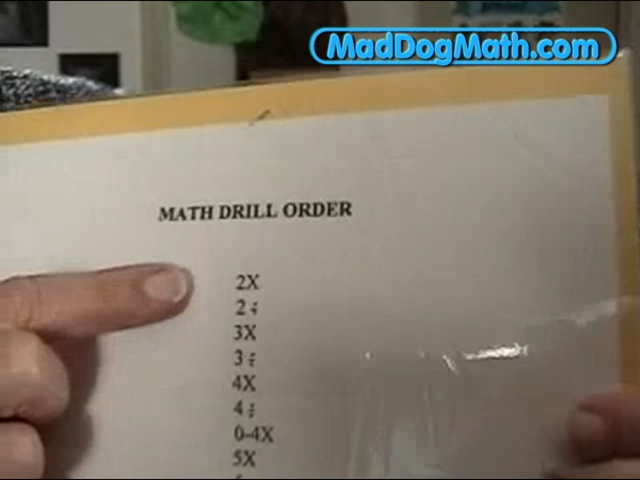 MadDogMath.com
MATH DRILL ORDER
2X
2 ÷
3X
3 ÷
4X
4 ÷
0-4X
5X